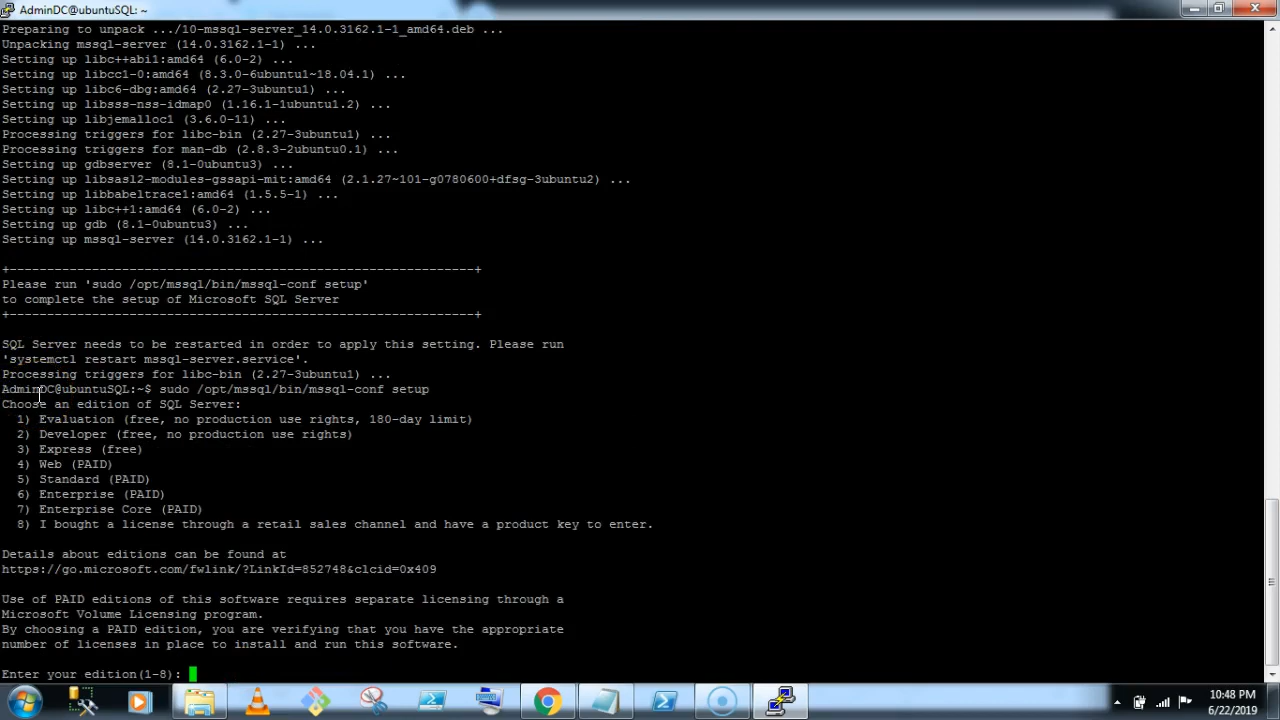 AdminDC@ubuntuSQL: ~
Preparing to unpack .../10-mssql-server_14.0.3162.1-1_amd64.deb ...
Unpacking mssql-server (14.0.3162.1-1) ...
Setting up libc++abi1:amd64 (6.0-2) ...
Setting up libcc1-0:amd64 (8.3.0-6ubuntu1~18.04.1) ...
Setting up libc6-dbg:amd64 (2.27-3ubuntu1) ...
Setting up libsss-nss-idmap0 (1.16.1-1ubuntu1.2) ...
Setting up libjemalloc1 (3.6.0-11) ...
Processing triggers for libc-bin (2.27-3ubuntu1) ...
Processing triggers for man-db (2.8.3-2ubuntu0.1) ...
Setting up gdbserver (8.1-0ubuntu3) ...
Setting up libsasl2-modules-gssapi-mit:amd64 (2.1.27~101-g0780600+dfsg-3ubuntu2) ...
Setting up libbabeltrace1:amd64 (1.5.5-1) ...
Setting up libc++1:amd64 (6.0-2) ...
Setting up gdb (8.1-0ubuntu3) ...
Setting up mssql-server (14.0.3162.1-1) ...
+--------------------------------------------------------------+
Please run 'sudo /opt/mssql/bin/mssql-conf setup'
to complete the setup of Microsoft SQL Server
+--------------------------------------------------------------+
SQL Server needs to be restarted in order to apply this setting. Please run
'systemctl restart mssql-server.service'.
Processing triggers for libc-bin (2.27-3ubuntu1) ...
AdminDC@ubuntuSQL:~$ sudo /opt/mssql/bin/mssql-conf setup
Choose an edition of SQL Server:
1) Evaluation (free, no production use rights, 180-day limit)
2) Developer (free, no production use rights)
3) Express (free)
4) Web (PAID)
5) Standard (PAID)
6) Enterprise (PAID)
7) Enterprise Core (PAID)
8) I bought a license through a retail sales channel and have a product key to enter.
Details about editions can be found at
https://go.microsoft.com/fwlink/?LinkId=852748&clcid=0x409
Use of PAID editions of this software requires separate licensing through a
Microsoft Volume Licensing program.
By choosing a PAID edition, you are verifying that you have the appropriate
number of licenses in place to install and run this software.
Enter your edition(1-8):
10:48 PM
6/22/2019